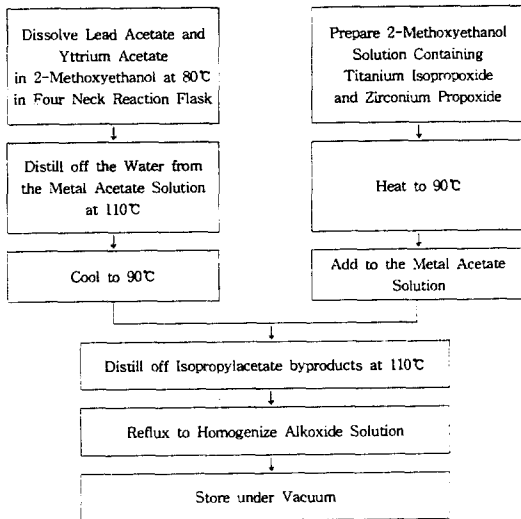 Dissolve Lead Acetate and
Yttrium Acetate
in 2-Methoxyethanol at 80℃
in Four Neck Reaction Flask
Distill off the Water from
the Metal Acetate Solution
at 110℃
Cool to 90℃
Prepare 2-Methoxyethanol
Solution Containing
Titanium Isopropoxide
and Zirconium Propoxide
Heat to 90℃
Add to the Metal Acetate
Solution
Distill off Isopropylacetate byproducts at 110℃
Reflux to Homogenize Alkoxide Solution
Store under Vacuum